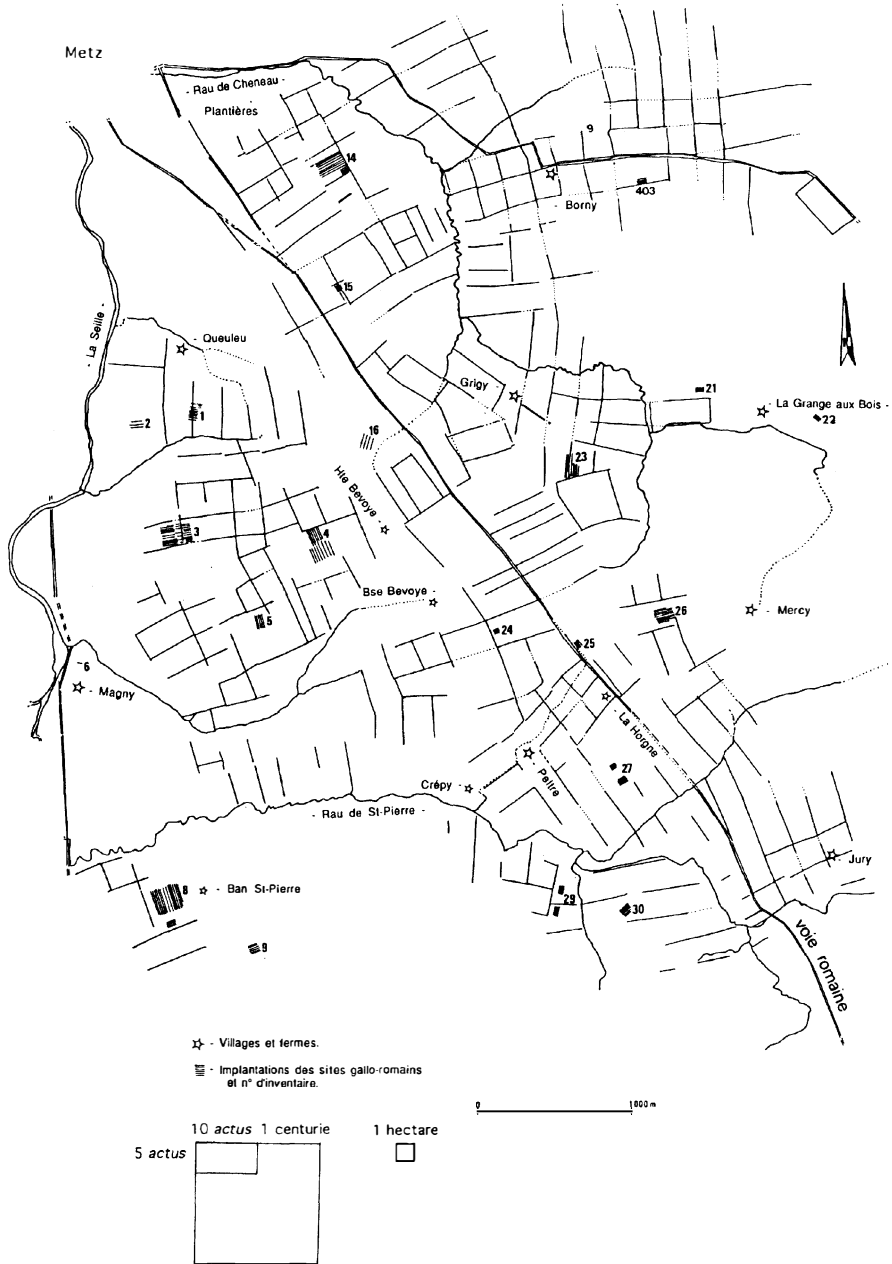 Metz
- Rau de Cheneau -
Plantières
14
9
Borny
403
15
- La Seille -
- Queuleu
Grigy -
21
- La Grange aux Bois -
22
2
1
16
23
Hte Bevoye -
3
4
Bse Bevoye -
- Mercy
26
5
24
25
6
- Magny
- La Horgne
- Peltre
27
Crépy -
- Rau de St-Pierre -
- Jury
8
- Ban St-Pierre
29
30
9
voie romaine
- Villages et fermes.
- Implantations des sites gallo-romains
et n° d'inventaire.
0 1000 m
10 actus 1 centurie 1 hectare
5 actus